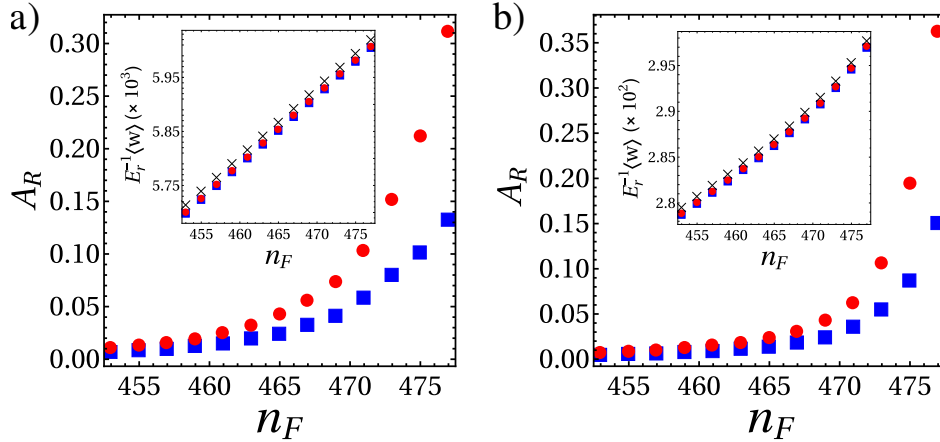 a)
0.30
0.25
0.20
0.15
0.10
0.05
0.00
A_R
455 460 465 470 475
n_F
E_r^{-1}⟨w⟩ (× 10^3)
5.95
5.85
5.75
455 460 465 470 475
n_F
b)
0.35
0.30
0.25
0.20
0.15
0.10
0.05
0.00
A_R
455 460 465 470 475
n_F
E_r^{-1}⟨w⟩ (× 10^2)
2.95
2.9
2.85
2.8
455 460 465 470 475
n_F